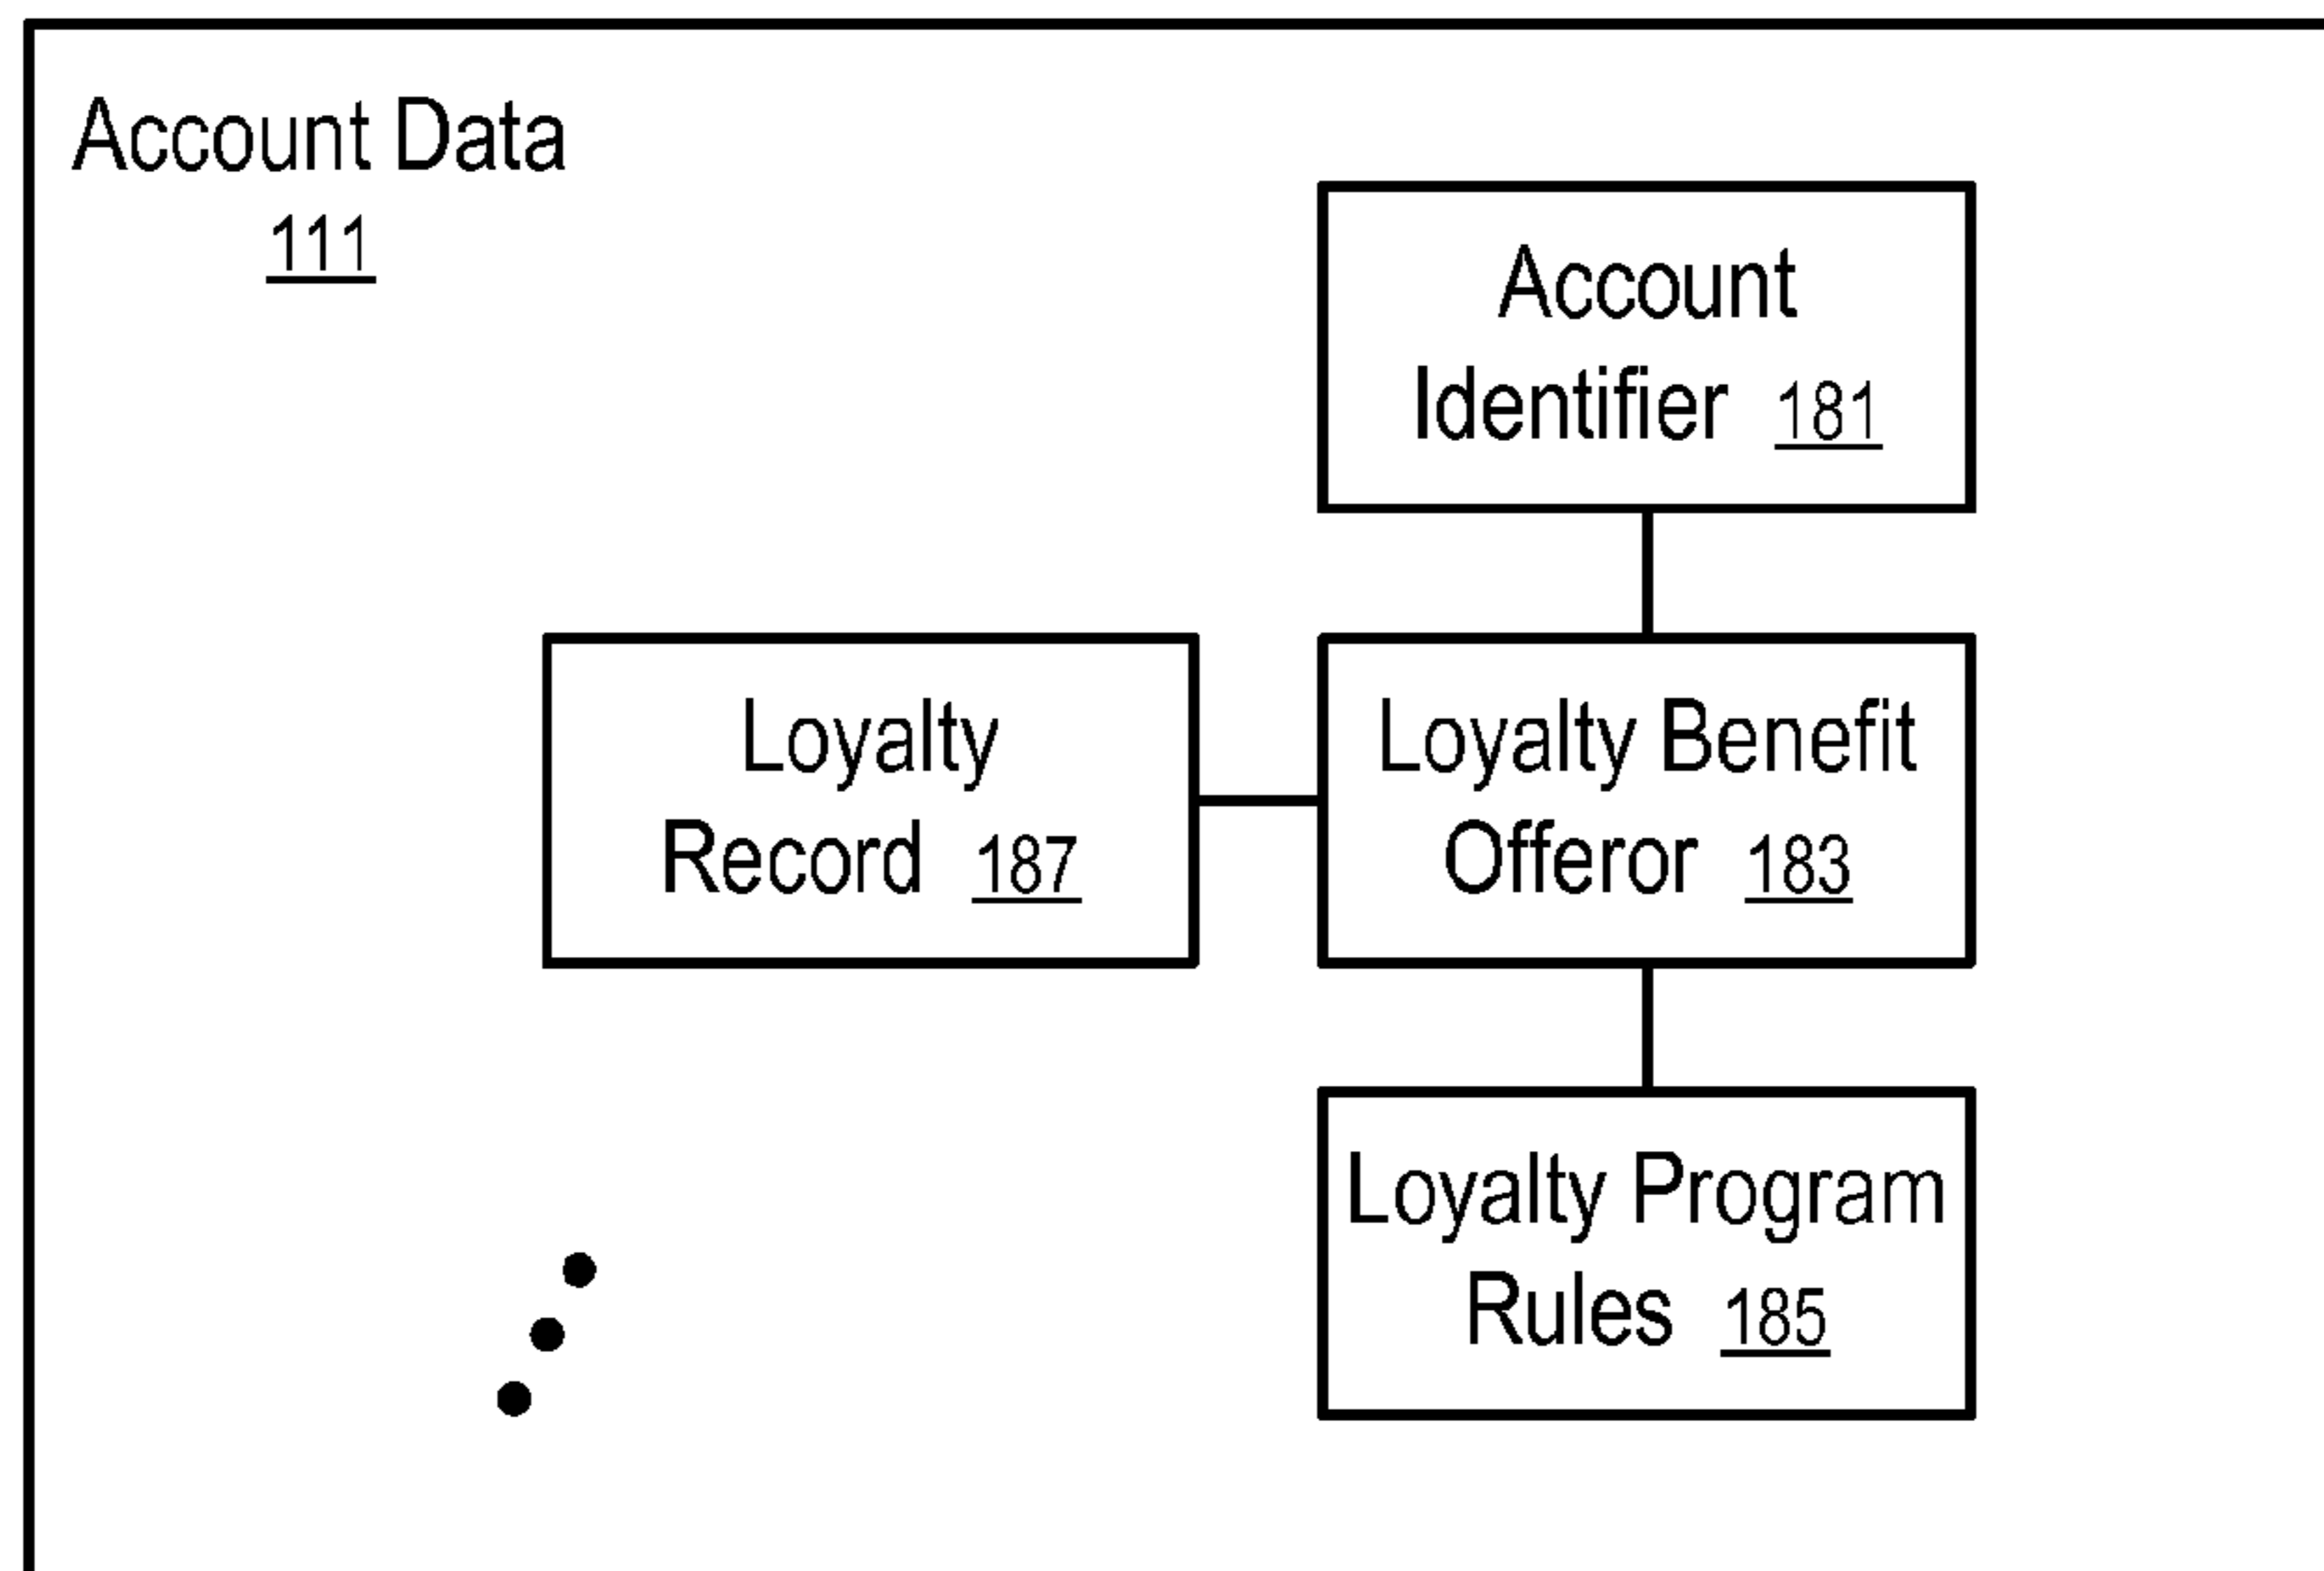 Account Data
111
Account
Identifier 181
Loyalty
Record 187
Loyalty Benefit
Offeror 183
Loyalty Program
Rules 185